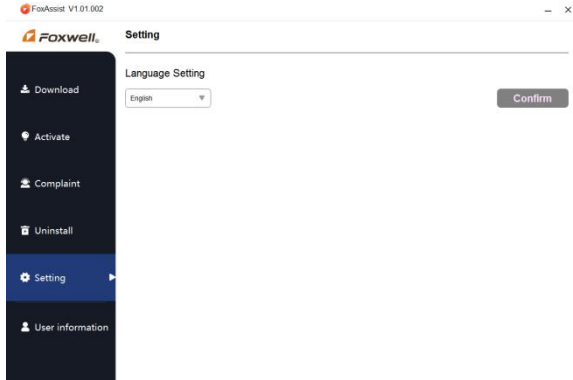 FoxAssist V1.01.002
Foxwell®
Setting
Language Setting
English
Confirm
Download
Activate
Complaint
Uninstall
Setting
User information